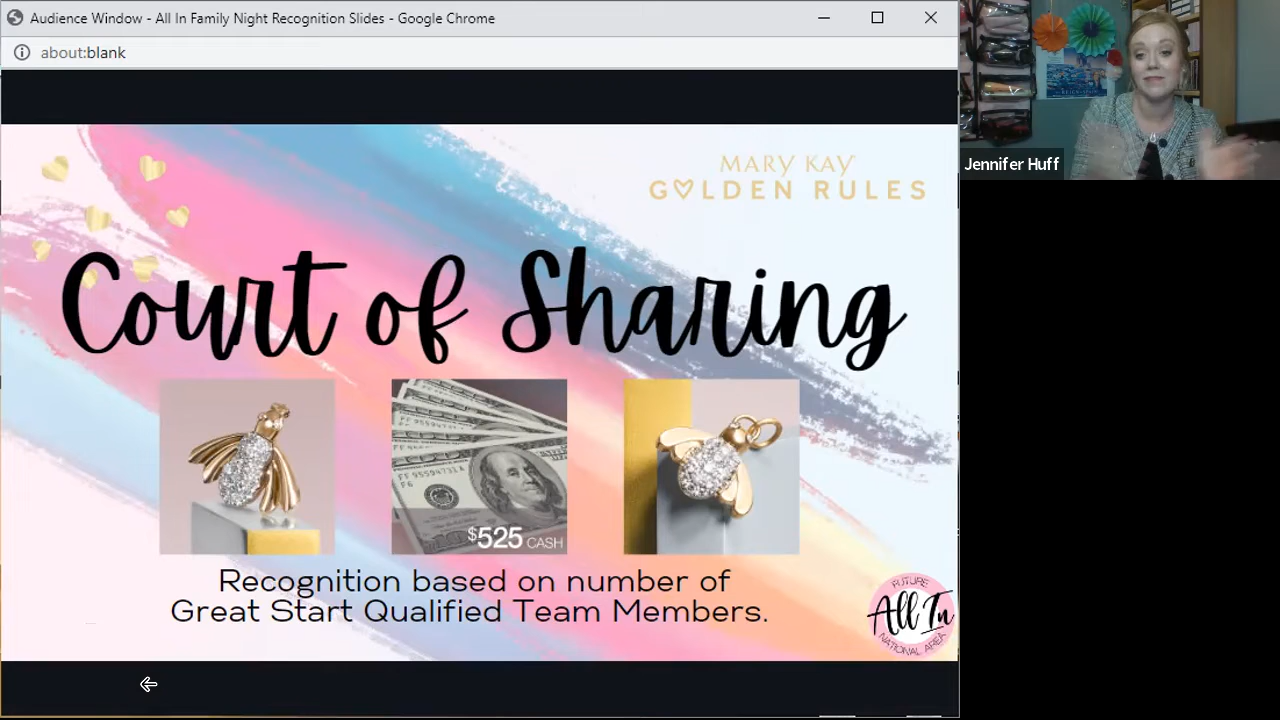 Audience Window - All In Family Night Recognition Slides - Google Chrome
about:blank
MARY KAY
GOLDEN RULES
Court of Sharing
$525 CASH
Recognition based on number of
Great Start Qualified Team Members.
FUTURE
All In
NATIONAL AREA
Jennifer Huff